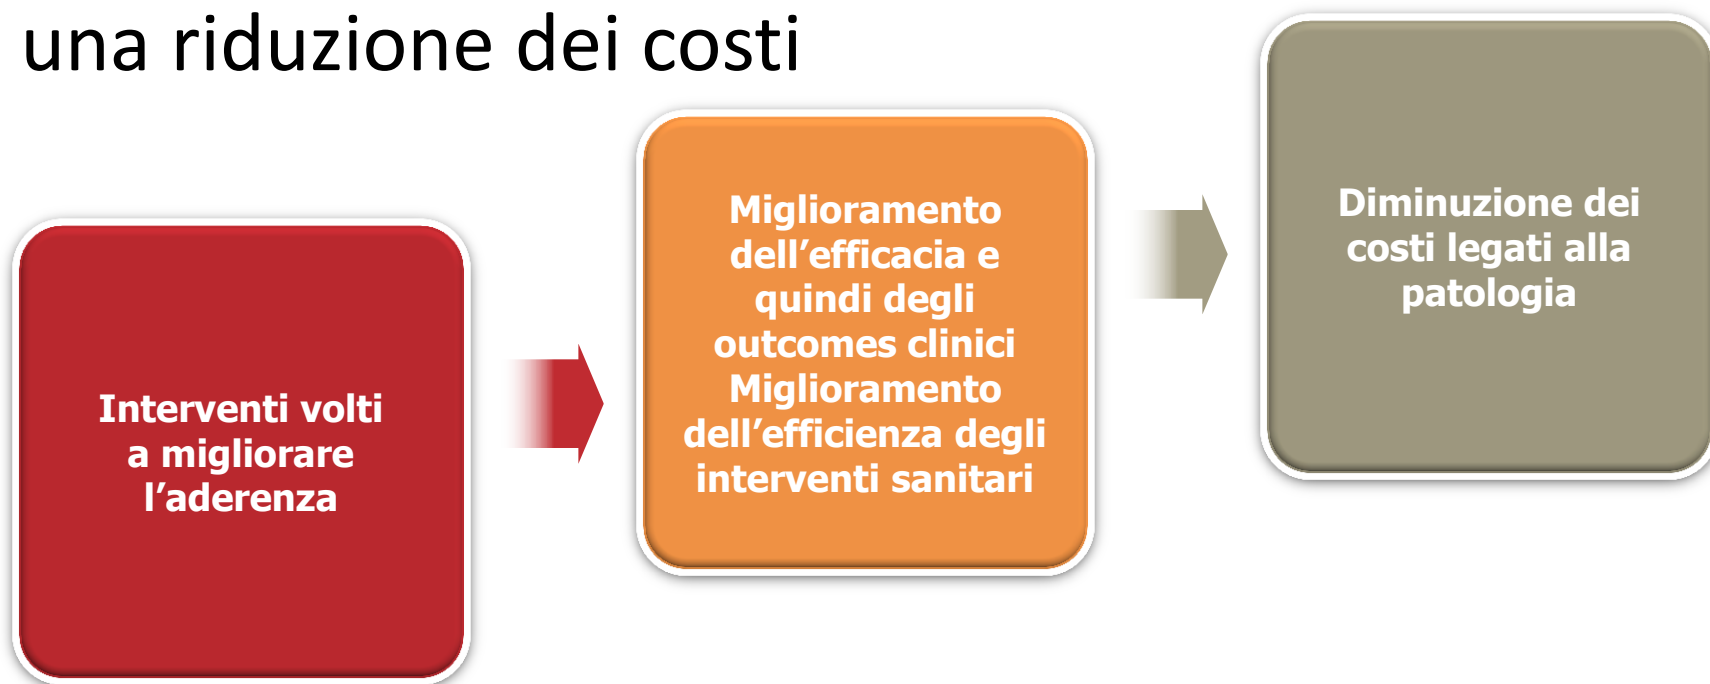 una riduzione dei costi
Interventi volti
a migliorare
l’aderenza
Miglioramento
dell’efficacia e
quindi degli
outcomes clinici
Miglioramento
dell’efficienza degli
interventi sanitari
Diminuzione dei
costi legati alla
patologia